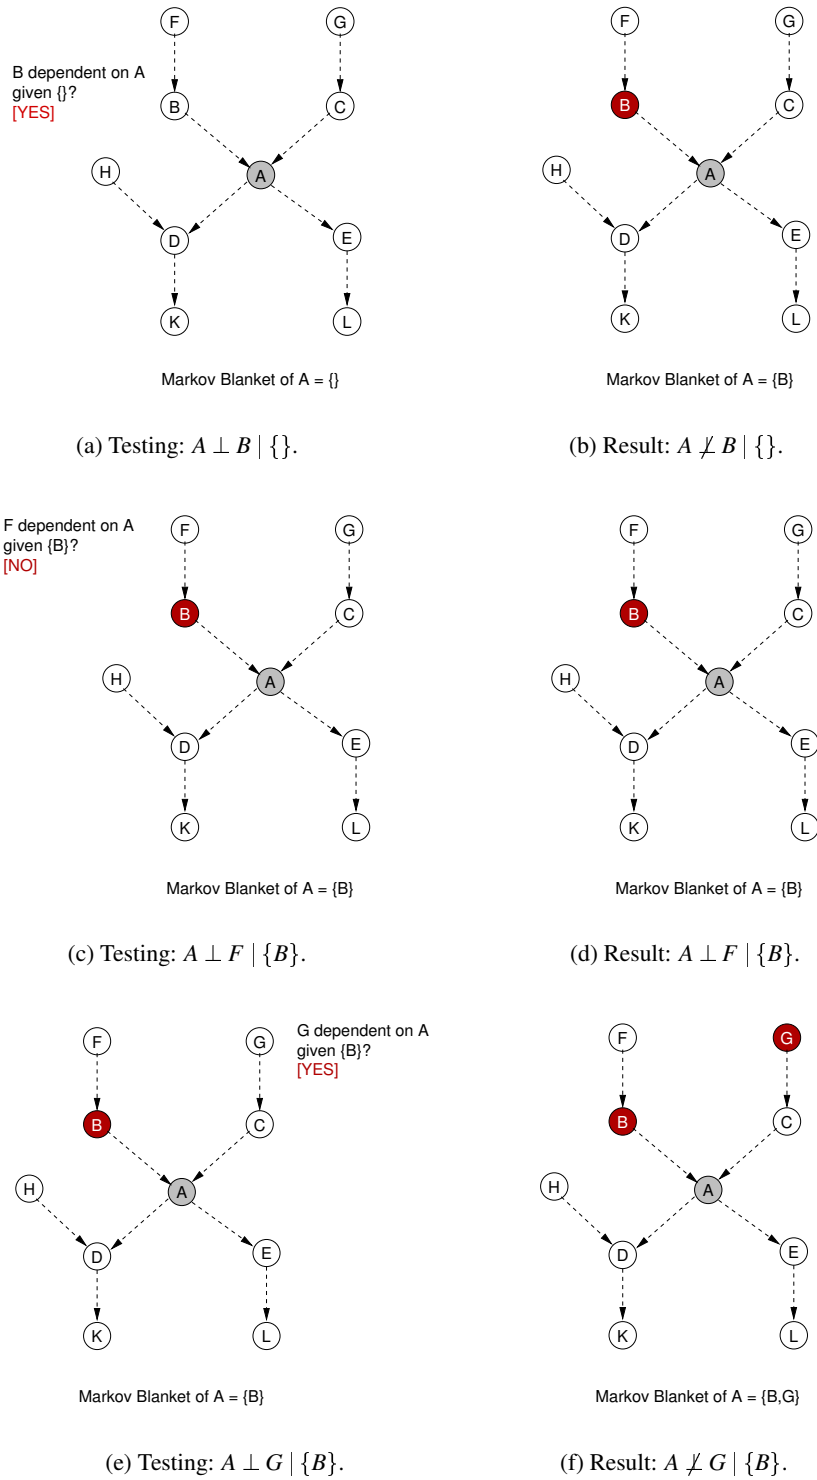 F G F G
B dependent on A
given {}?
[YES]
B C B C
H A H A
D E D E
K L K L
Markov Blanket of A = {} Markov Blanket of A = {B}
(a) Testing: A ⊥ B | {}. (b) Result: A ⊥̸ B | {}.
F dependent on A
given {B}?
[NO]
F G F G
B C B C
H A H A
D E D E
K L K L
Markov Blanket of A = {B} Markov Blanket of A = {B}
(c) Testing: A ⊥ F | {B}. (d) Result: A ⊥ F | {B}.
G dependent on A
given {B}?
[YES]
F G F G
B C B C
H A H A
D E D E
K L K L
Markov Blanket of A = {B} Markov Blanket of A = {B,G}
(e) Testing: A ⊥ G | {B}. (f) Result: A ⊥̸ G | {B}.